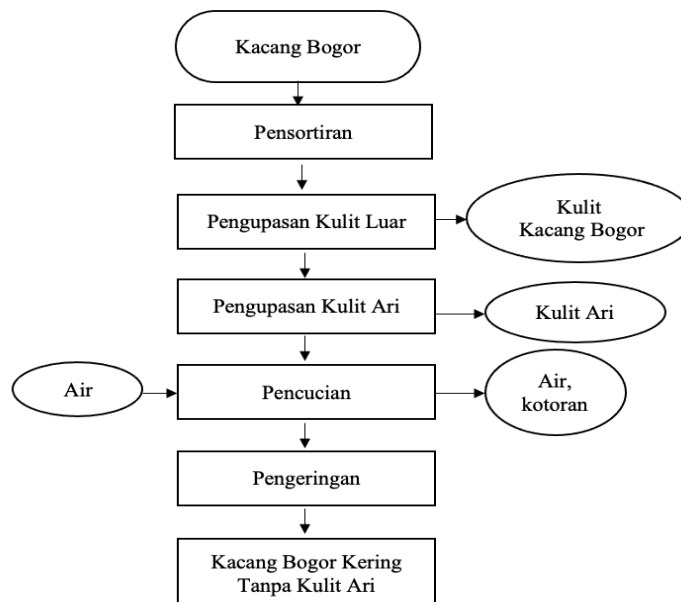 Kacang Bogor
Pensortiran
Pengupasan Kulit Luar
Kulit
Kacang Bogor
Pengupasan Kulit Ari
Kulit Ari
Air
Pencucian
Air,
kotoran
Pengeringan
Kacang Bogor Kering
Tanpa Kulit Ari